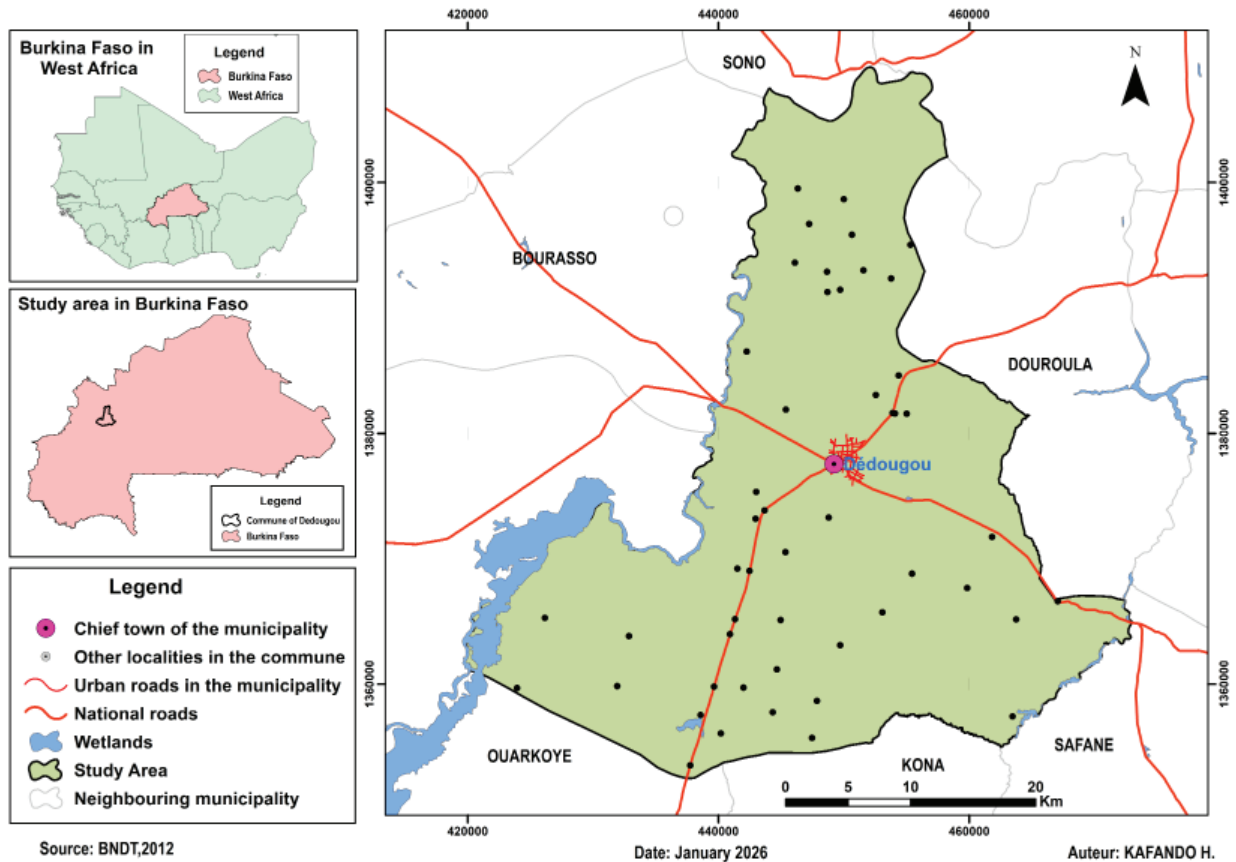 Burkina Faso in
West Africa
Legend
Burkina Faso
West Africa
Study area in Burkina Faso
Legend
Commune of Dedougou
Burkina Faso
Legend
Chief town of the municipality
Other localities in the commune
Urban roads in the municipality
National roads
Wetlands
Study Area
Neighbouring municipality
Source: BNDT,2012
420000
440000
460000
N
SONO
1400000
1400000
BOURASSO
DOUROULA
1380000
1380000
Dédougou
1360000
1360000
OUARKOYE
KONA
SAFANE
0 5 10 20
Km
420000
440000
460000
Date: January 2026
Auteur: KAFANDO H.